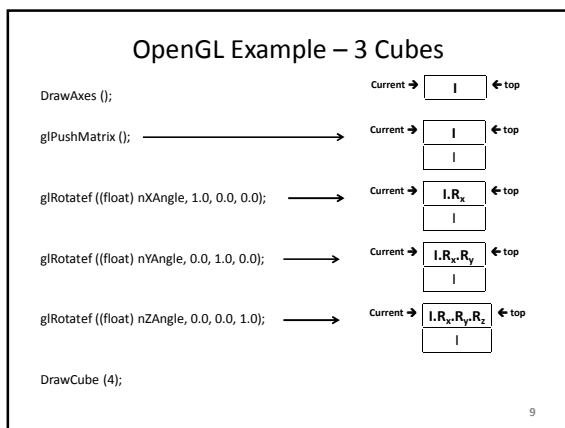 OpenGL Example – 3 Cubes
DrawAxes ();
Current → I ← top
glPushMatrix ();
Current → I ← top
I
glRotatef ((float) nXAngle, 1.0, 0.0, 0.0);
Current → I.Rx ← top
I
glRotatef ((float) nYAngle, 0.0, 1.0, 0.0);
Current → I.Rx.Ry ← top
I
glRotatef ((float) nZAngle, 0.0, 0.0, 1.0);
Current → I.Rx.Ry.Rz ← top
I
DrawCube (4);
9